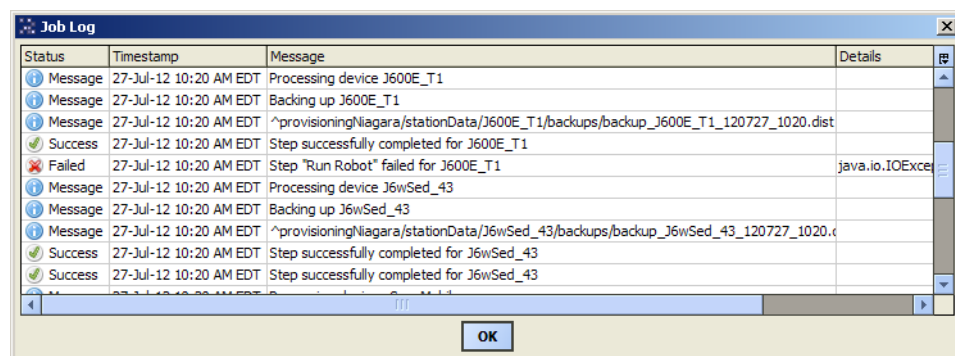 Job Log
Status Timestamp Message Details
Message 27-Jul-12 10:20 AM EDT Processing device J600E_T1
Message 27-Jul-12 10:20 AM EDT Backing up J600E_T1
Message 27-Jul-12 10:20 AM EDT ^provisioningNiagara/stationData/J600E_T1/backups/backup_J600E_T1_120727_1020.dist
Success 27-Jul-12 10:20 AM EDT Step successfully completed for J600E_T1
Failed 27-Jul-12 10:20 AM EDT Step "Run Robot" failed for J600E_T1 java.io.IOExcep
Message 27-Jul-12 10:20 AM EDT Processing device J6wSed_43
Message 27-Jul-12 10:20 AM EDT Backing up J6wSed_43
Message 27-Jul-12 10:20 AM EDT ^provisioningNiagara/stationData/J6wSed_43/backups/backup_J6wSed_43_120727_1020.d
Success 27-Jul-12 10:20 AM EDT Step successfully completed for J6wSed_43
Success 27-Jul-12 10:20 AM EDT Step successfully completed for J6wSed_43
OK